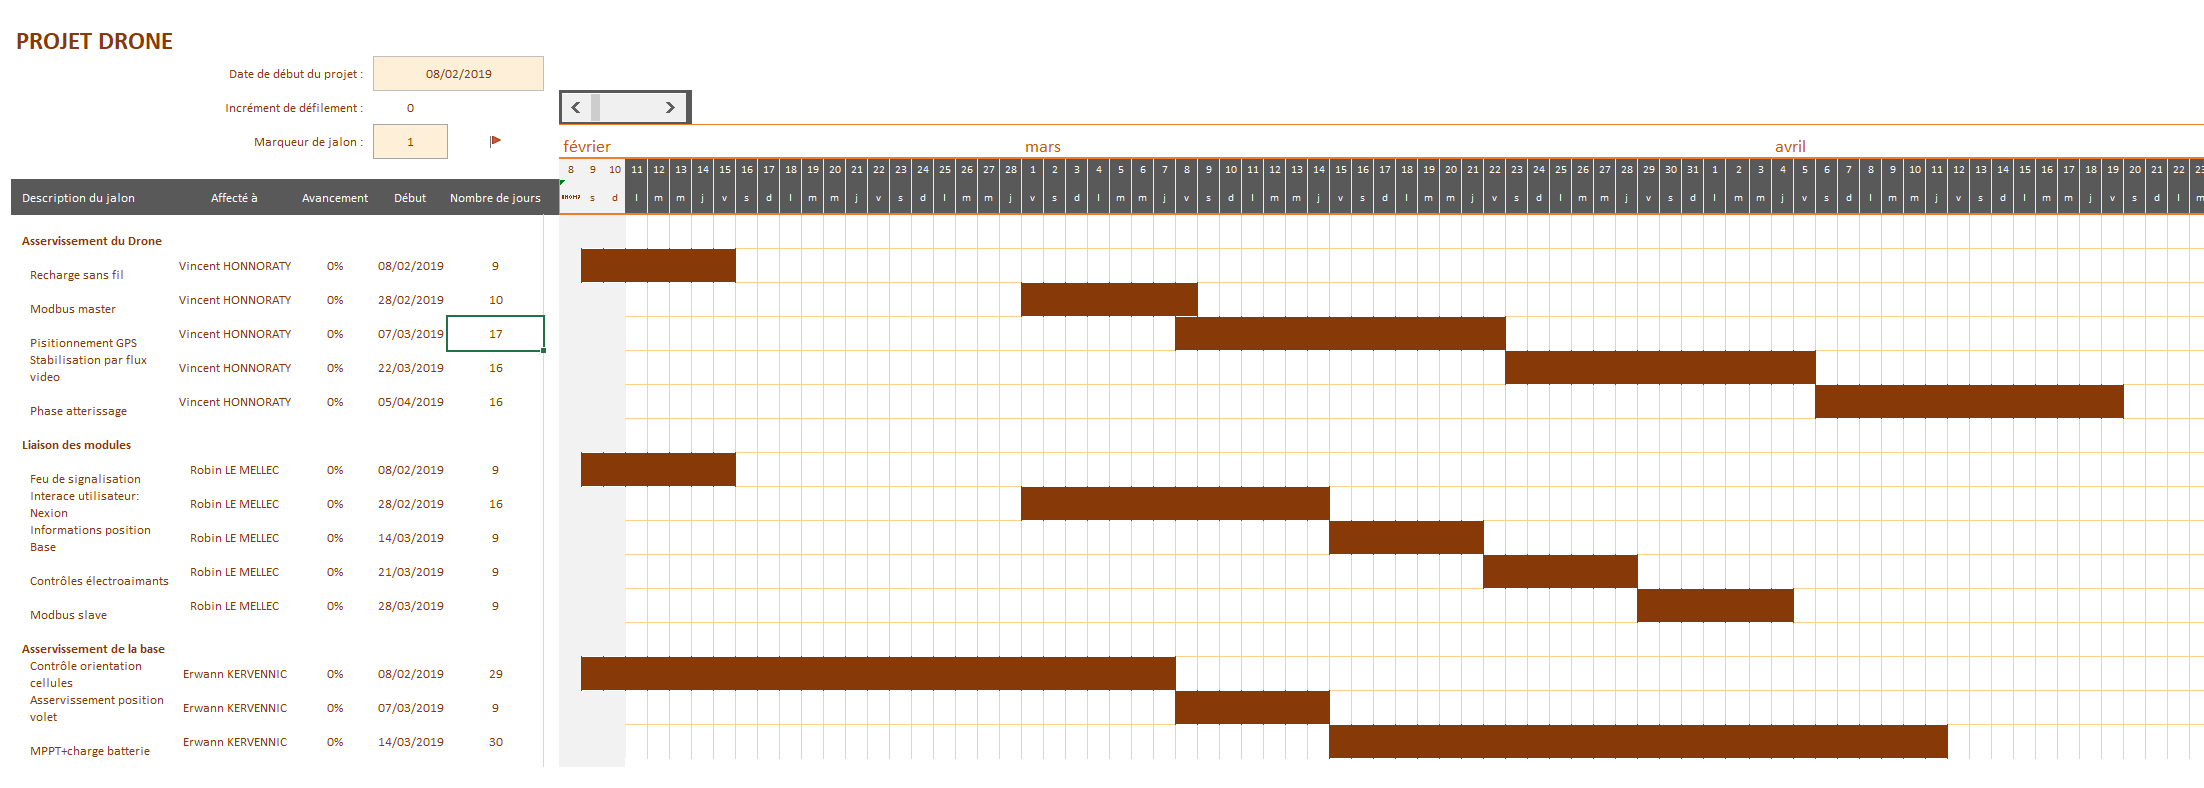 PROJET DRONE
Date de début du projet : 08/02/2019
Incrément de défilement : 0
Marqueur de jalon : 1
février mars avril
8 9 10 11 12 13 14 15 16 17 18 19 20 21 22 23 24 25 26 27 28 1 2 3 4 5 6 7 8 9 10 11 12 13 14 15 16 17 18 19 20 21 22 23 24 25 26 27 28 29 30 31 1 2 3 4 5 6 7 8 9 10 11 12 13 14 15 16 17 18 19 20 21 22 23
Description du jalon Affecté à Avancement Début Nombre de jours s d l m m j v s d l m m j v s d l m m j v s d l m m j v s d l m m j v s d l m m j v s d l m m j v s d l m m j v s d l m m j v s d l m m j v s d l m
Asservissement du Drone
Recharge sans fil Vincent HONNORATY 0% 08/02/2019 9
Modbus master Vincent HONNORATY 0% 28/02/2019 10
Pisitionnement GPS Vincent HONNORATY 0% 07/03/2019 17
Stabilisation par flux
video Vincent HONNORATY 0% 22/03/2019 16
Phase atterissage Vincent HONNORATY 0% 05/04/2019 16
Liaison des modules
Feu de signalisation Robin LE MELLEC 0% 08/02/2019 9
Interace utilisateur:
Nexion Robin LE MELLEC 0% 28/02/2019 16
Informations position
Base Robin LE MELLEC 0% 14/03/2019 9
Contrôles électroaimants Robin LE MELLEC 0% 21/03/2019 9
Modbus slave Robin LE MELLEC 0% 28/03/2019 9
Asservissement de la base
Contrôle orientation
cellules Erwann KERVENNIC 0% 08/02/2019 29
Asservissement position
volet Erwann KERVENNIC 0% 07/03/2019 9
MPPT+charge batterie Erwann KERVENNIC 0% 14/03/2019 30